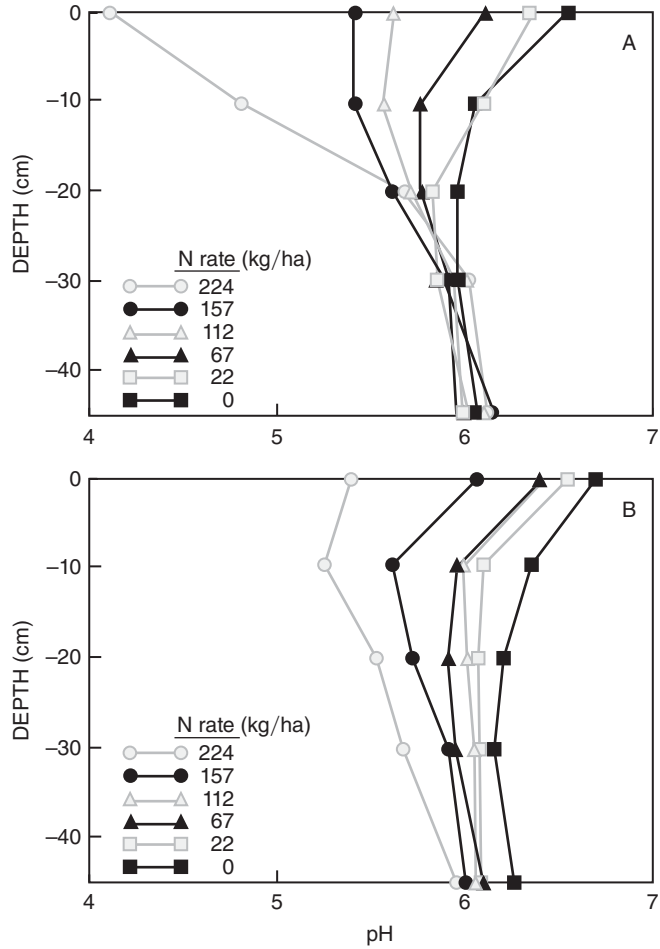 0
A
–10
–20
DEPTH (cm)
–30
–40
N rate (kg/ha)
224
157
112
67
22
0
4 5 6 7
0
B
–10
–20
DEPTH (cm)
–30
–40
N rate (kg/ha)
224
157
112
67
22
0
4 5 6 7
pH